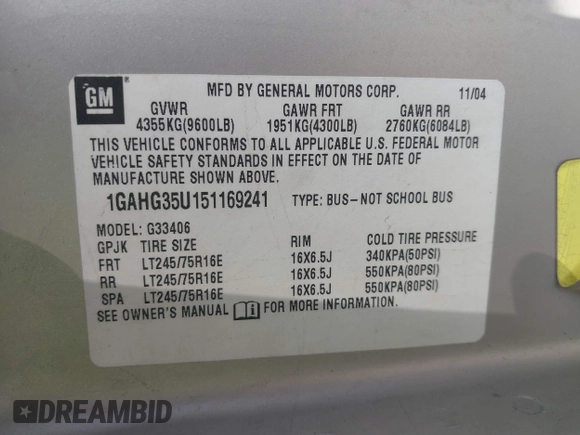 GM
MFD BY GENERAL MOTORS CORP. 11/04
GVWR GAWR FRT GAWR RR
4355KG(9600LB) 1951KG(4300LB) 2760KG(6084LB)
THIS VEHICLE CONFORMS TO ALL APPLICABLE U.S. FEDERAL MOTOR
VEHICLE SAFETY STANDARDS IN EFFECT ON THE DATE OF
MANUFACTURE SHOWN ABOVE.
1GAHG35U151169241 TYPE: BUS-NOT SCHOOL BUS
MODEL: G33406
GPJK TIRE SIZE RIM COLD TIRE PRESSURE
FRT LT245/75R16E 16X6.5J 340KPA(50PSI)
RR LT245/75R16E 16X6.5J 550KPA(80PSI)
SPA LT245/75R16E 16X6.5J 550KPA(80PSI)
SEE OWNER'S MANUAL i FOR MORE INFORMATION.
DREAMBID